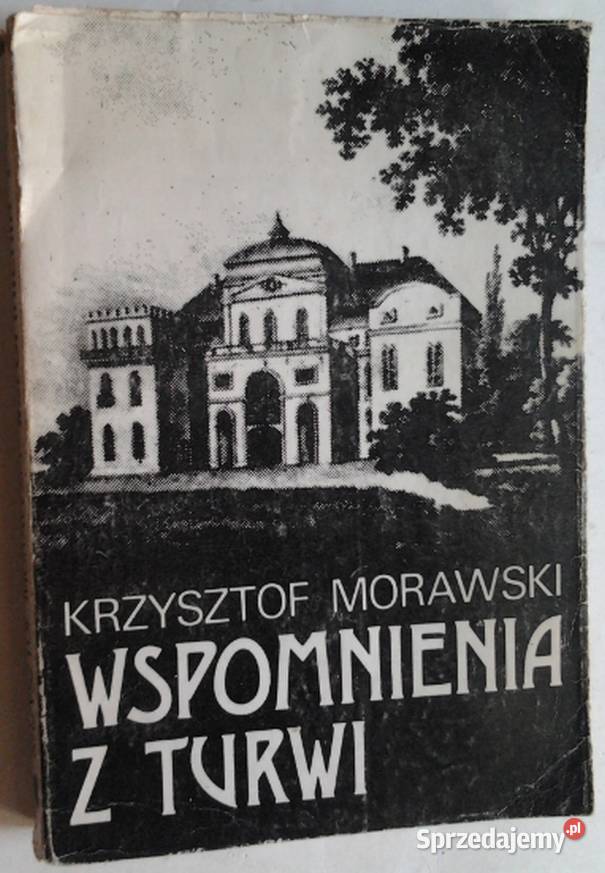 KRZYSZTOF MORAWSKI
WSPOMNIENIA
Z TURWI
Sprzedajemy.pl